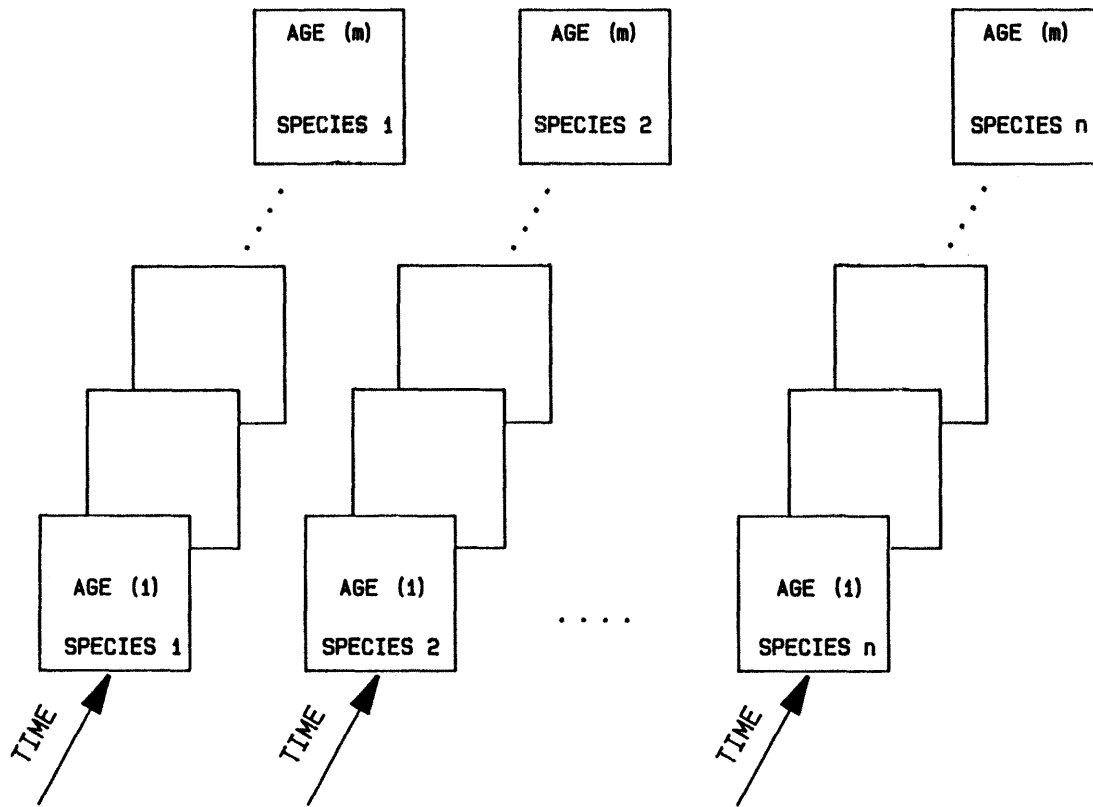 AGE (m)
SPECIES 1
AGE (m)
SPECIES 2
AGE (m)
SPECIES n
AGE (1)
SPECIES 1
AGE (1)
SPECIES 2
. . . .
AGE (1)
SPECIES n
TIME
TIME
TIME